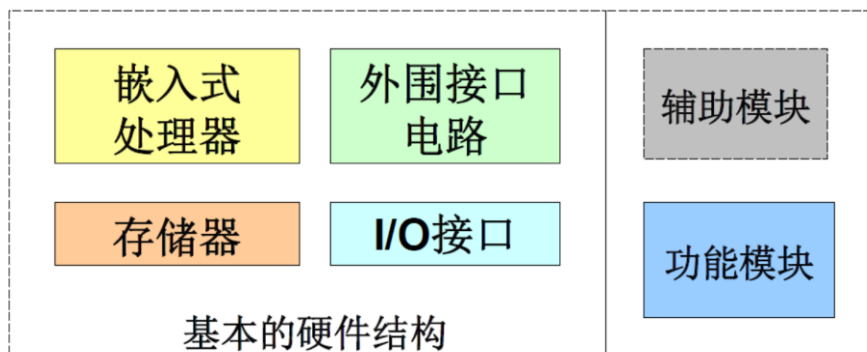 嵌入式
处理器
外围接口
电路
辅助模块
存储器
I/O接口
功能模块
基本的硬件结构